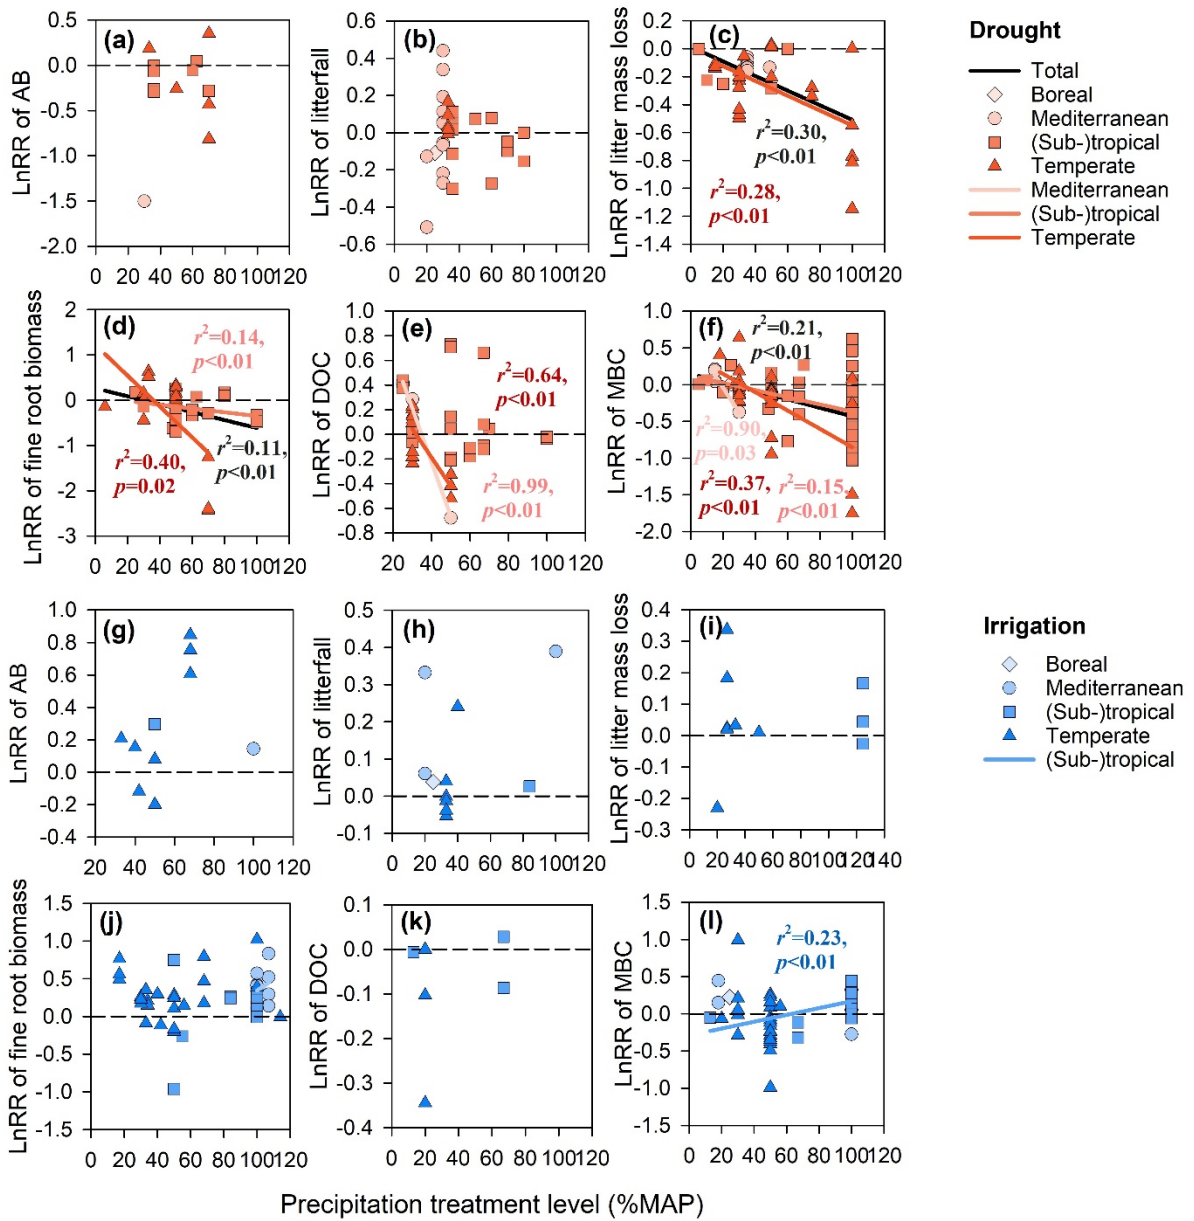 Drought
Total
Boreal
Mediterranean
(Sub-)tropical
Temperate
Mediterranean
(Sub-)tropical
Temperate
(a)
LnRR of AB
0.5
0.0
-0.5
-1.0
-1.5
-2.0
0 20 40 60 80 100 120
(b)
LnRR of litterfall
0.6
0.4
0.2
0.0
-0.2
-0.4
-0.6
0 20 40 60 80 100 120
(c)
LnRR of litter mass loss
0.2
0.0
-0.2
-0.4
-0.6
-0.8
-1.0
-1.2
-1.4
r²=0.30,
p<0.01
r²=0.28,
p<0.01
0 20 40 60 80 100 120
(d)
LnRR of fine root biomass
2
1
0
-1
-2
-3
r²=0.14,
p<0.01
r²=0.40,
p=0.02
r²=0.11,
p<0.01
0 20 40 60 80 100 120
(e)
LnRR of DOC
1.0
0.8
0.6
0.4
0.2
0.0
-0.2
-0.4
-0.6
-0.8
r²=0.64,
p<0.01
r²=0.99,
p<0.01
20 40 60 80 100 120
(f)
LnRR of MBC
1.0
0.5
0.0
-0.5
-1.0
-1.5
-2.0
r²=0.21,
p<0.01
r²=0.90,
p=0.03
r²=0.37,
p<0.01
r²=0.15,
p<0.01
0 20 40 60 80 100 120
Irrigation
Boreal
Mediterranean
(Sub-)tropical
Temperate
(Sub-)tropical
(g)
LnRR of AB
1.0
0.8
0.6
0.4
0.2
0.0
-0.2
-0.4
20 40 60 80 100 120
(h)
LnRR of litterfall
0.5
0.4
0.3
0.2
0.1
0.0
-0.1
0 20 40 60 80 100 120
(i)
LnRR of litter mass loss
0.4
0.3
0.2
0.1
0.0
-0.1
-0.2
-0.3
0 20 40 60 80 100 120 140
(j)
LnRR of fine root biomass
1.5
1.0
0.5
0.0
-0.5
-1.0
-1.5
0 20 40 60 80 100 120
(k)
LnRR of DOC
0.1
0.0
-0.1
-0.2
-0.3
-0.4
0 20 40 60 80 100 120
(l)
LnRR of MBC
1.5
1.0
0.5
0.0
-0.5
-1.0
-1.5
r²=0.23,
p<0.01
0 20 40 60 80 100 120
Precipitation treatment level (%MAP)